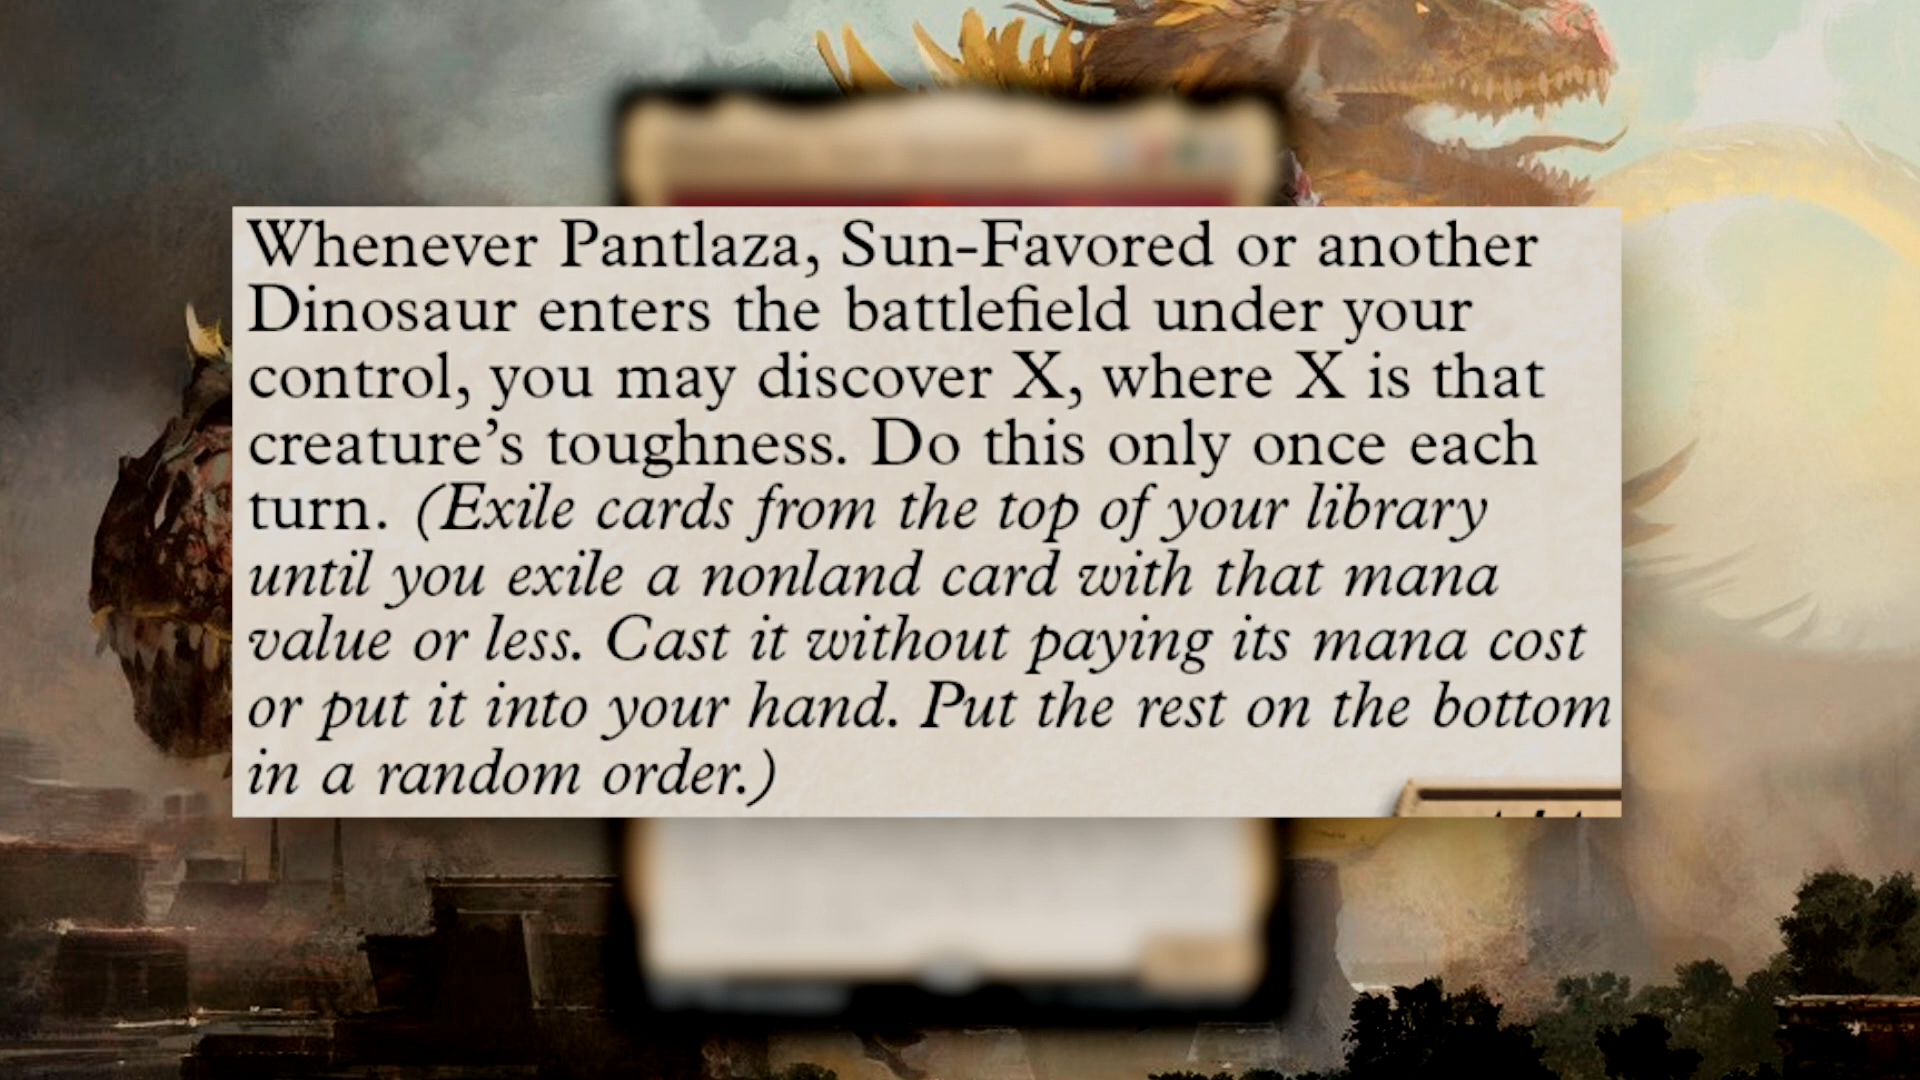 Whenever Pantlaza, Sun-Favored or another
Dinosaur enters the battlefield under your
control, you may discover X, where X is that
creature’s toughness. Do this only once each
turn. (Exile cards from the top of your library
until you exile a nonland card with that mana
value or less. Cast it without paying its mana cost
or put it into your hand. Put the rest on the bottom
in a random order.)